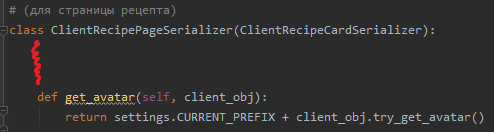 # (для страницы рецепта)
class ClientRecipePageSerializer(ClientRecipeCardSerializer):
def get_avatar(self, client_obj):
return settings.CURRENT_PREFIX + client_obj.try_get_avatar()